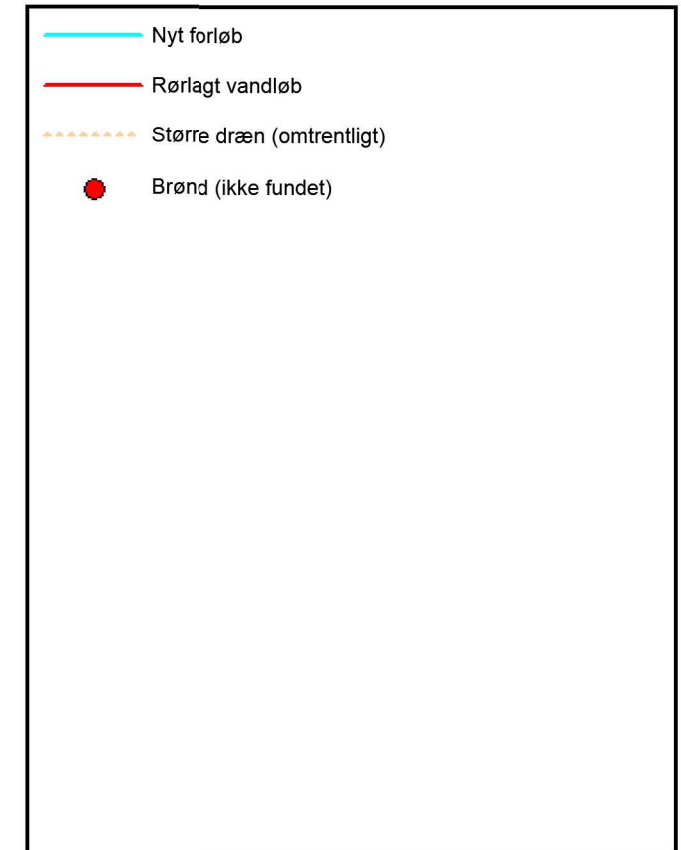 Nyt forløb
Rørlagt vandløb
Større dræn (omtrentligt)
Brønd (ikke fundet)